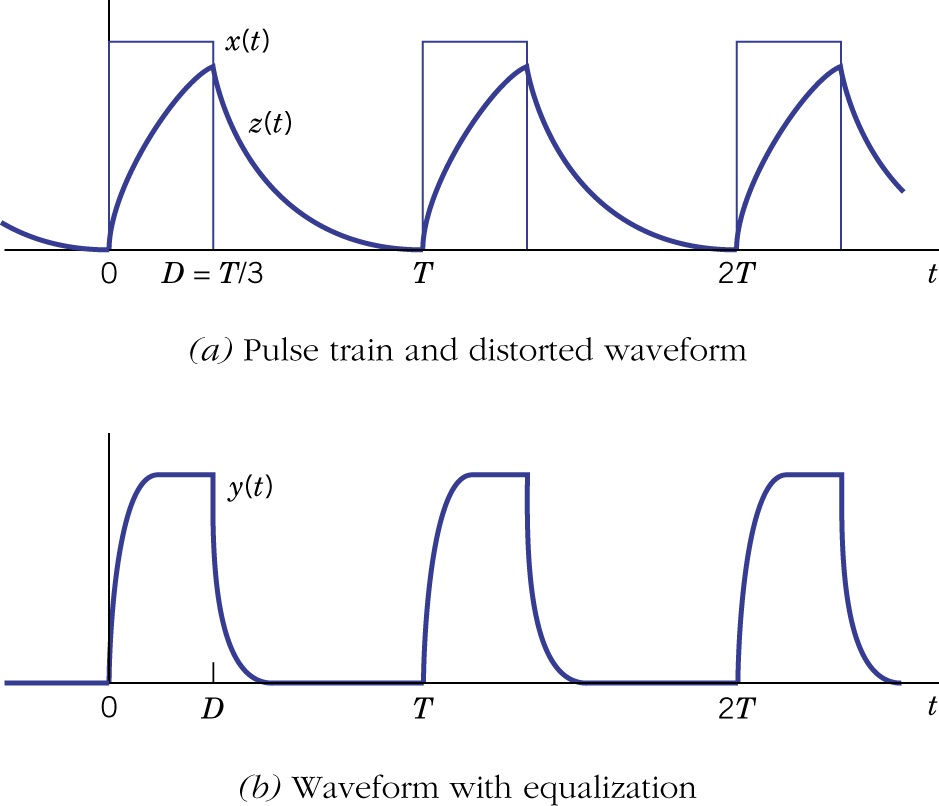 x(t)
z(t)
0 D = T/3 T 2T t
(a) Pulse train and distorted waveform
y(t)
0 D T 2T t
(b) Waveform with equalization